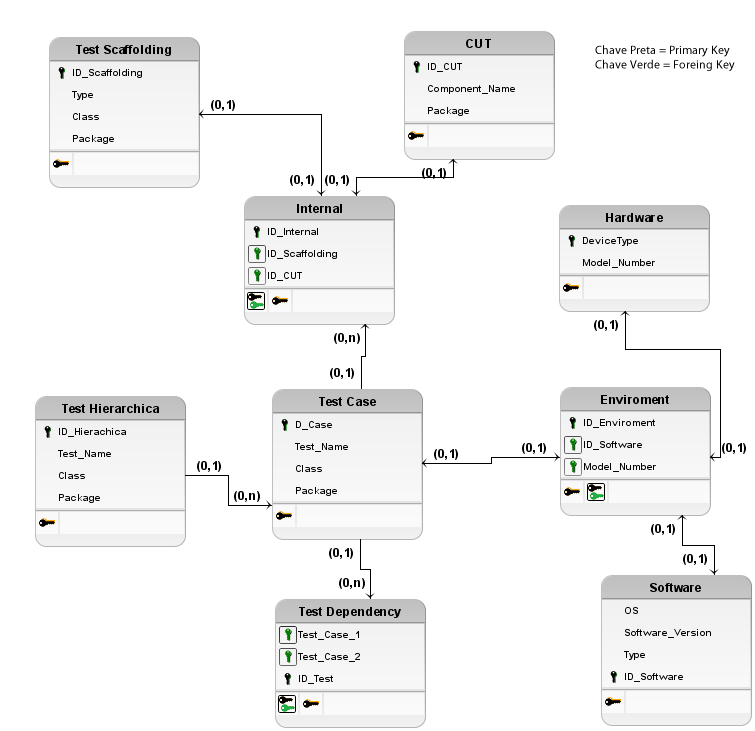 Test Scaffolding
ID_Scaffolding
Type
Class
Package
CUT
ID_CUT
Component_Name
Package
Chave Preta = Primary Key
Chave Verde = Foreing Key
(0,1)
(0,1)
(0,1)
(0,1)
Internal
ID_Internal
ID_Scaffolding
ID_CUT
Hardware
DeviceType
Model_Number
(0,1)
(0,n)
(0,1)
Test Hierarchica
ID_Hierachica
Test_Name
Class
Package
Test Case
D_Case
Test_Name
Class
Package
Enviroment
ID_Enviroment
ID_Software
Model_Number
(0,1)
(0,1)
(0,1)
(0,1)
(0,n)
(0,1)
(0,n)
(0,1)
(0,1)
Test Dependency
Test_Case_1
Test_Case_2
ID_Test
Software
OS
Software_Version
Type
ID_Software